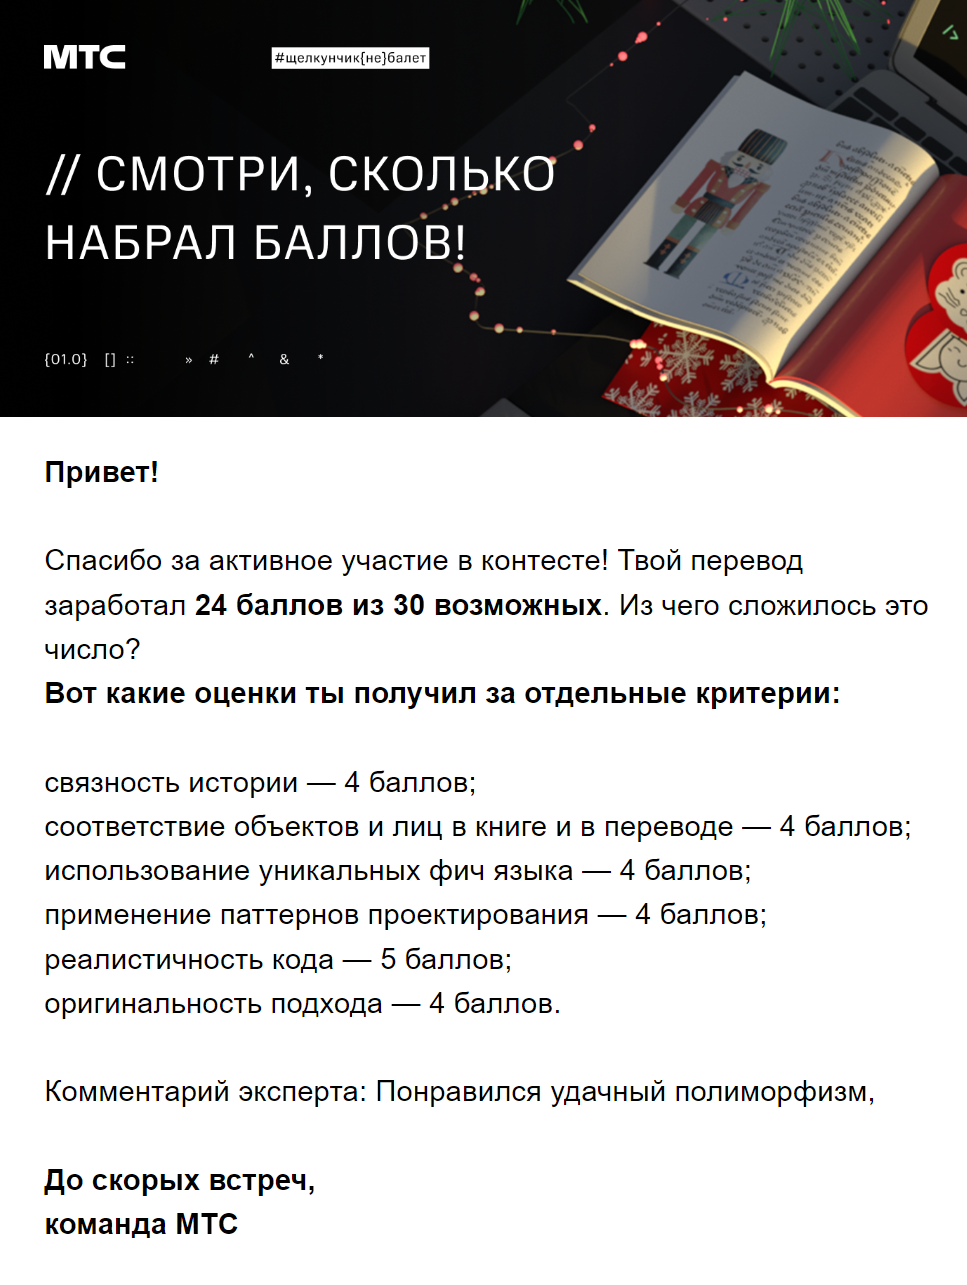 МТС
#щелкунчик{не}балет
// СМОТРИ, СКОЛЬКО
НАБРАЛ БАЛЛОВ!
{01.0} [] :: » # ^ & *
Привет!
Спасибо за активное участие в контесте! Твой перевод
заработал 24 баллов из 30 возможных. Из чего сложилось это
число?
Вот какие оценки ты получил за отдельные критерии:
связность истории — 4 баллов;
соответствие объектов и лиц в книге и в переводе — 4 баллов;
использование уникальных фич языка — 4 баллов;
применение паттернов проектирования — 4 баллов;
реалистичность кода — 5 баллов;
оригинальность подхода — 4 баллов.
Комментарий эксперта: Понравился удачный полиморфизм,
До скорых встреч,
команда МТС